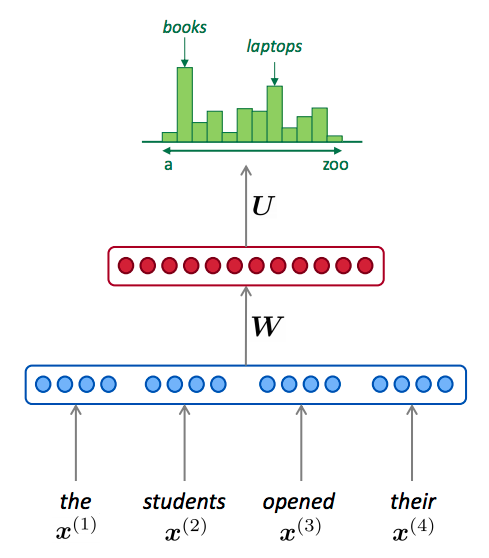 books
laptops
a zoo
U
W
the students opened their
x(1) x(2) x(3) x(4)